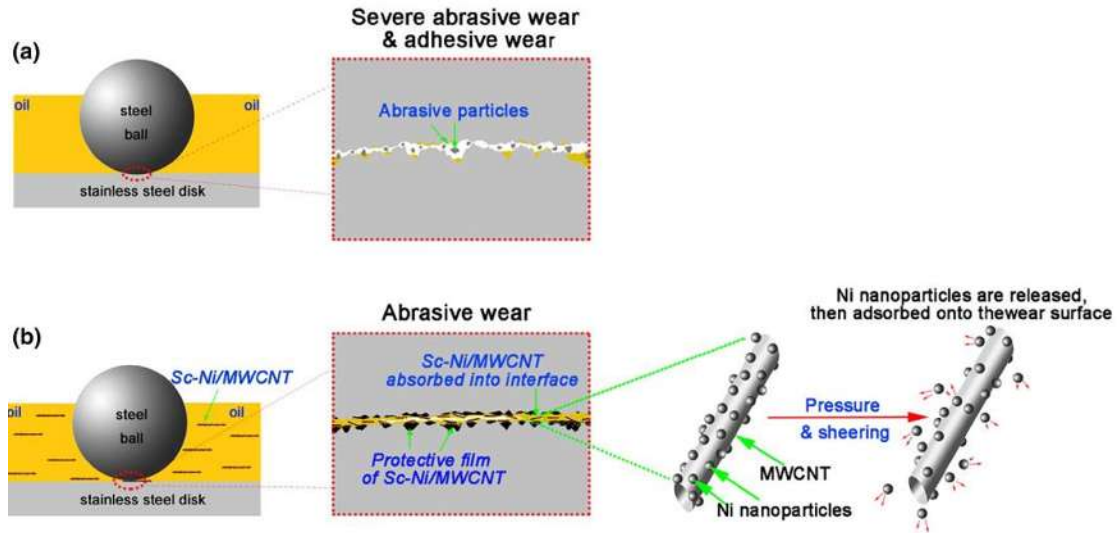 Severe abrasive wear
& adhesive wear
(a)
oil
oil
steel
ball
Abrasive particles
stainless steel disk
Ni nanoparticles are released,
then adsorbed onto thewear surface
Abrasive wear
(b)
Sc-Ni/MWCNT
Sc-Ni/MWCNT
absorbed into interface
oil
oil
steel
ball
Pressure
& sheering
Protective film
of Sc-Ni/MWCNT
MWCNT
stainless steel disk
Ni nanoparticles